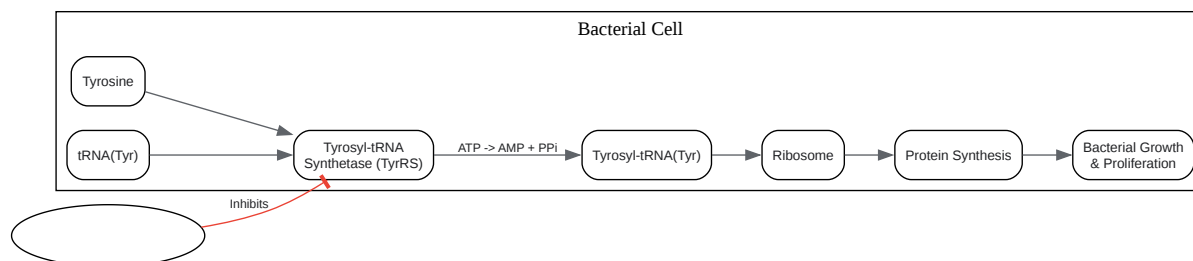 Bacterial Cell
Tyrosine
tRNA(Tyr)
Tyrosyl-tRNA
Synthetase (TyrRS)
ATP -> AMP + PPi
Tyrosyl-tRNA(Tyr)
Ribosome
Protein Synthesis
Bacterial Growth
& Proliferation
Inhibits